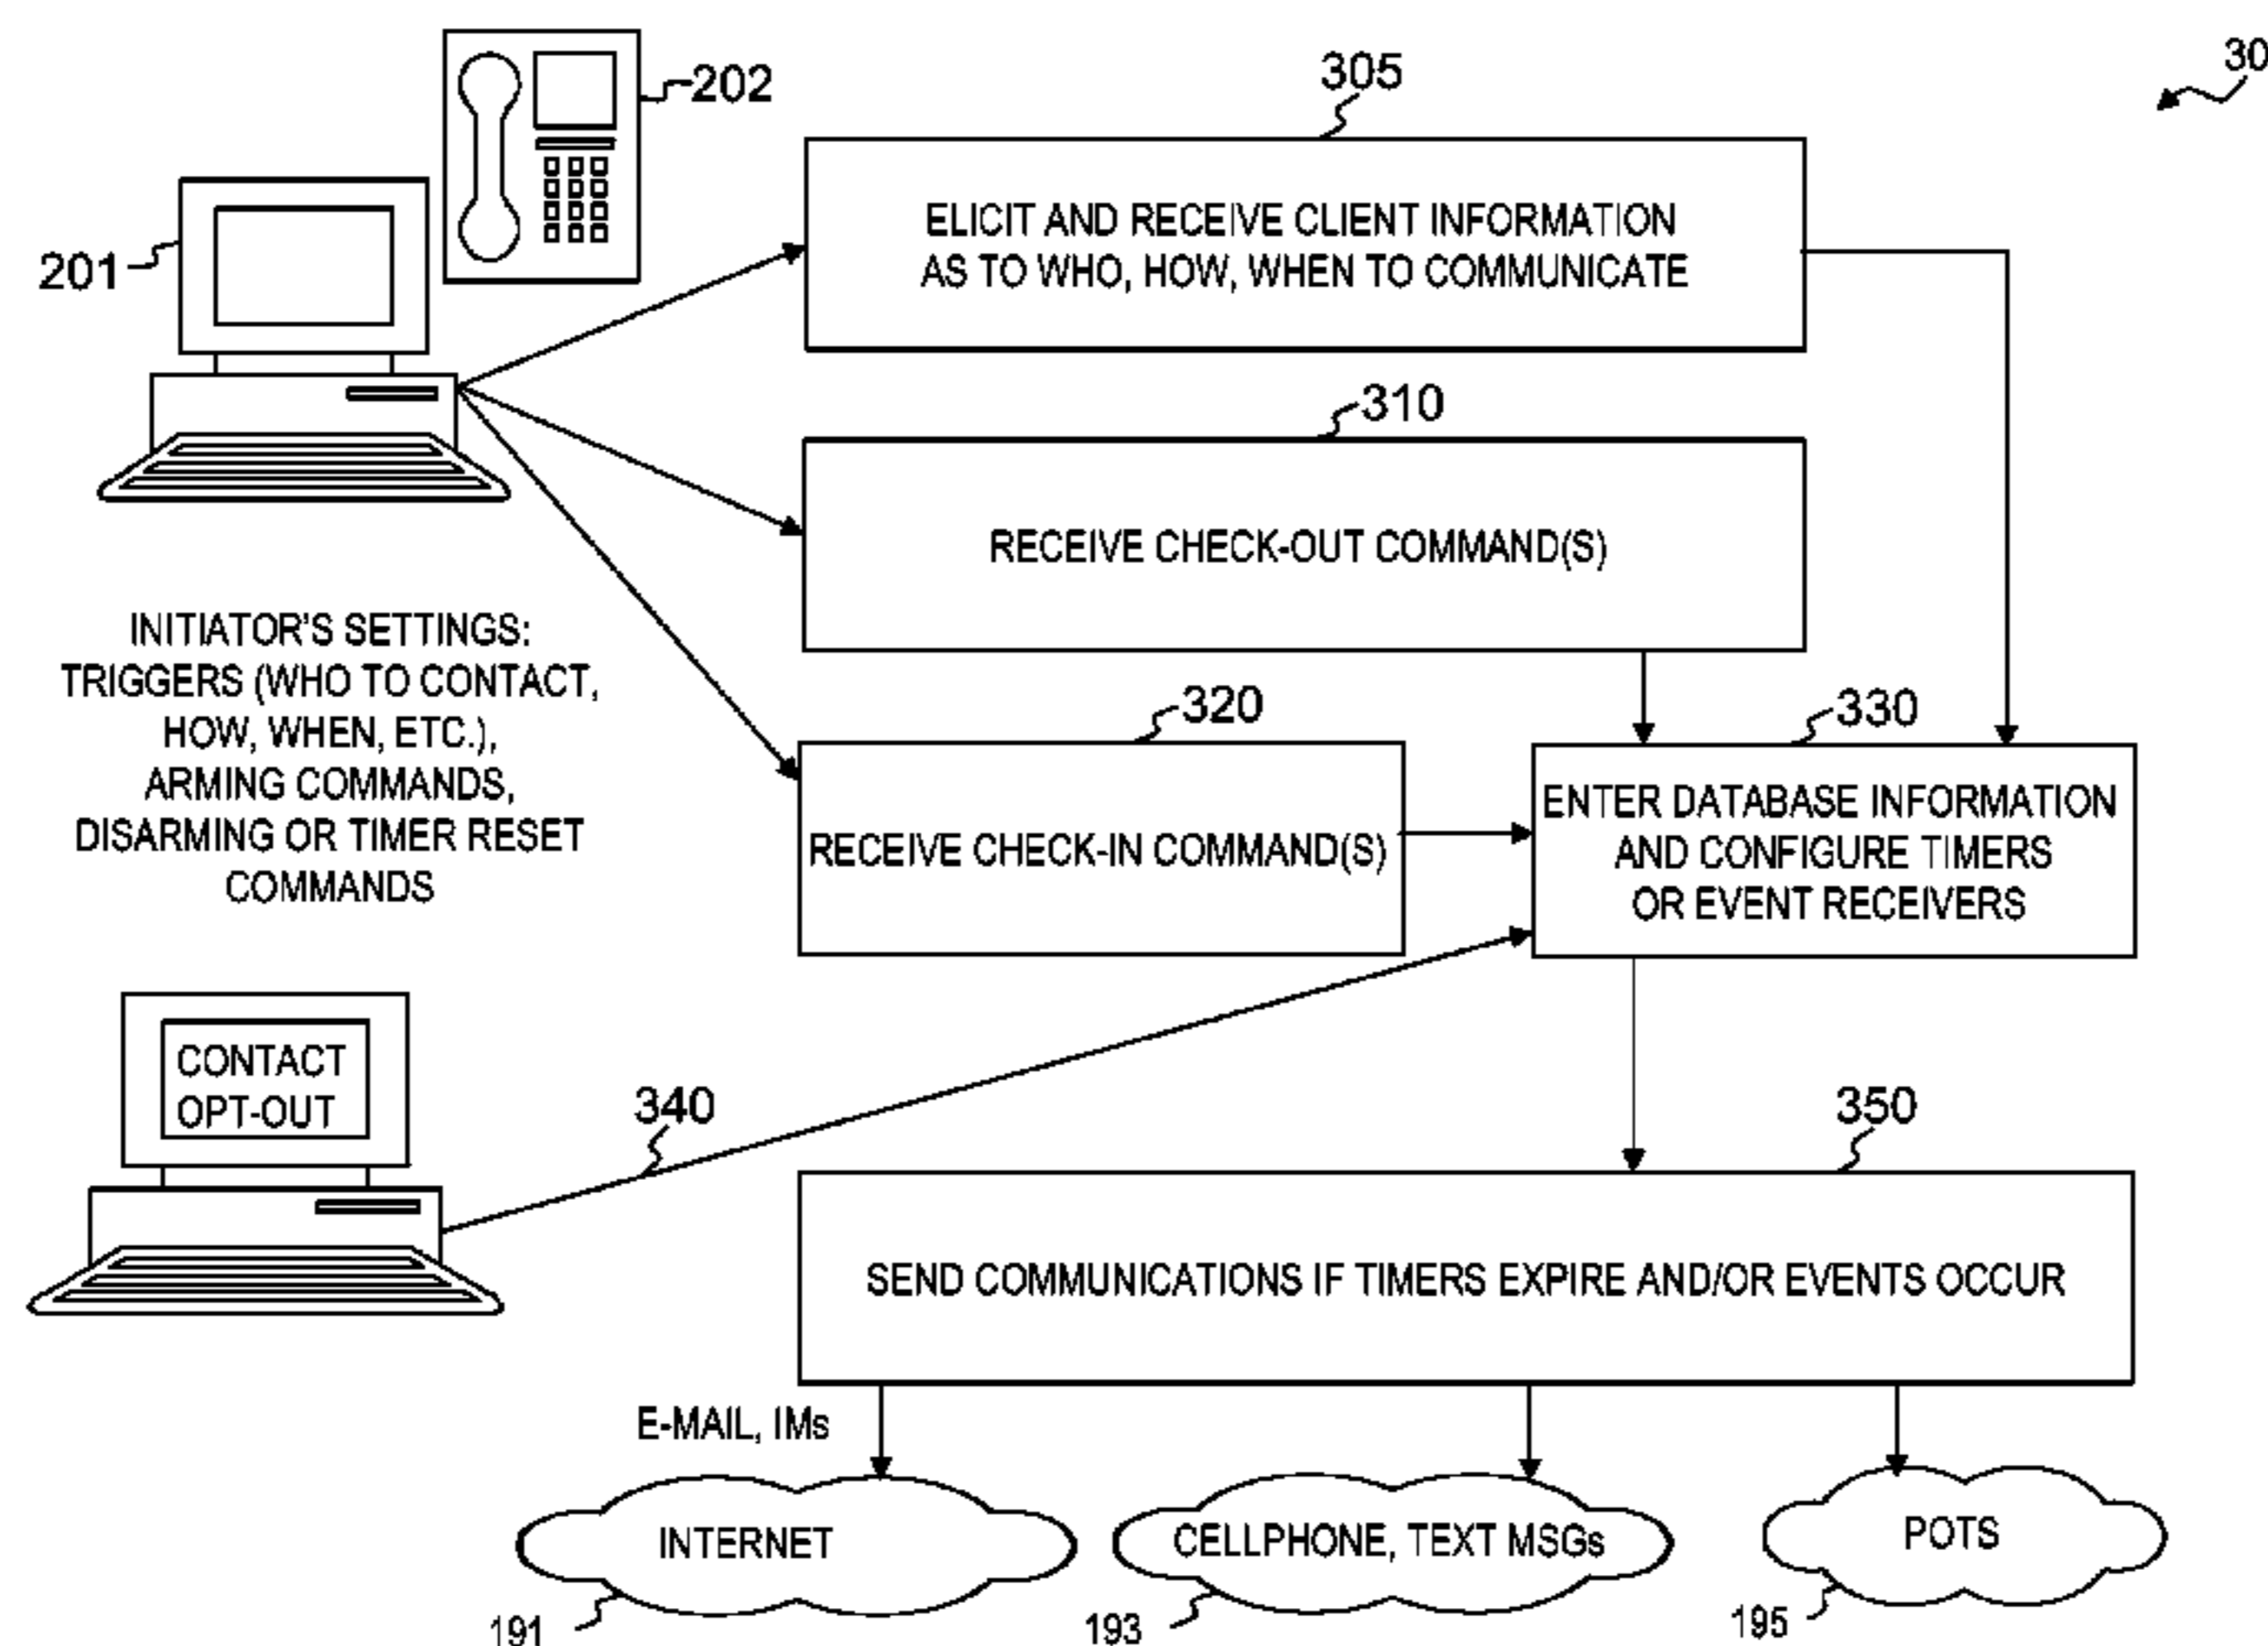 202
305
30
201
ELICIT AND RECEIVE CLIENT INFORMATION
AS TO WHO, HOW, WHEN TO COMMUNICATE
310
RECEIVE CHECK-OUT COMMAND(S)
INITIATOR'S SETTINGS:
TRIGGERS (WHO TO CONTACT,
HOW, WHEN, ETC.),
ARMING COMMANDS,
DISARMING OR TIMER RESET
COMMANDS
320
RECEIVE CHECK-IN COMMAND(S)
330
ENTER DATABASE INFORMATION
AND CONFIGURE TIMERS
OR EVENT RECEIVERS
CONTACT
OPT-OUT
340
350
SEND COMMUNICATIONS IF TIMERS EXPIRE AND/OR EVENTS OCCUR
E-MAIL, IMs
INTERNET
CELLPHONE, TEXT MSGs
POTS
191
193
195